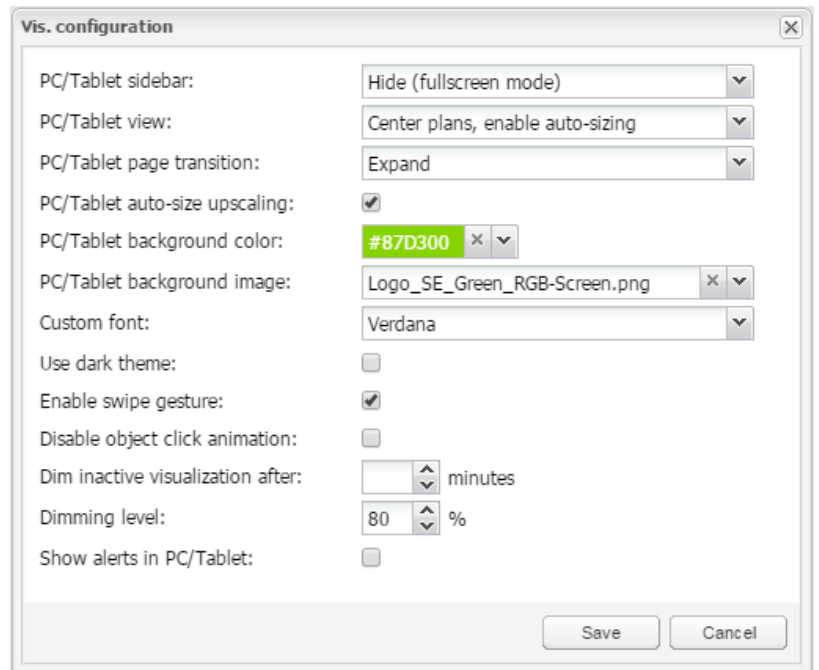 Vis. configuration
PC/Tablet sidebar: Hide (fullscreen mode)
PC/Tablet view: Center plans, enable auto-sizing
PC/Tablet page transition: Expand
PC/Tablet auto-size upscaling:
PC/Tablet background color: #87D300
PC/Tablet background image: Logo_SE_Green_RGB-Screen.png
Custom font: Verdana
Use dark theme:
Enable swipe gesture:
Disable object click animation:
Dim inactive visualization after: minutes
Dimming level: 80 %
Show alerts in PC/Tablet:
Save Cancel